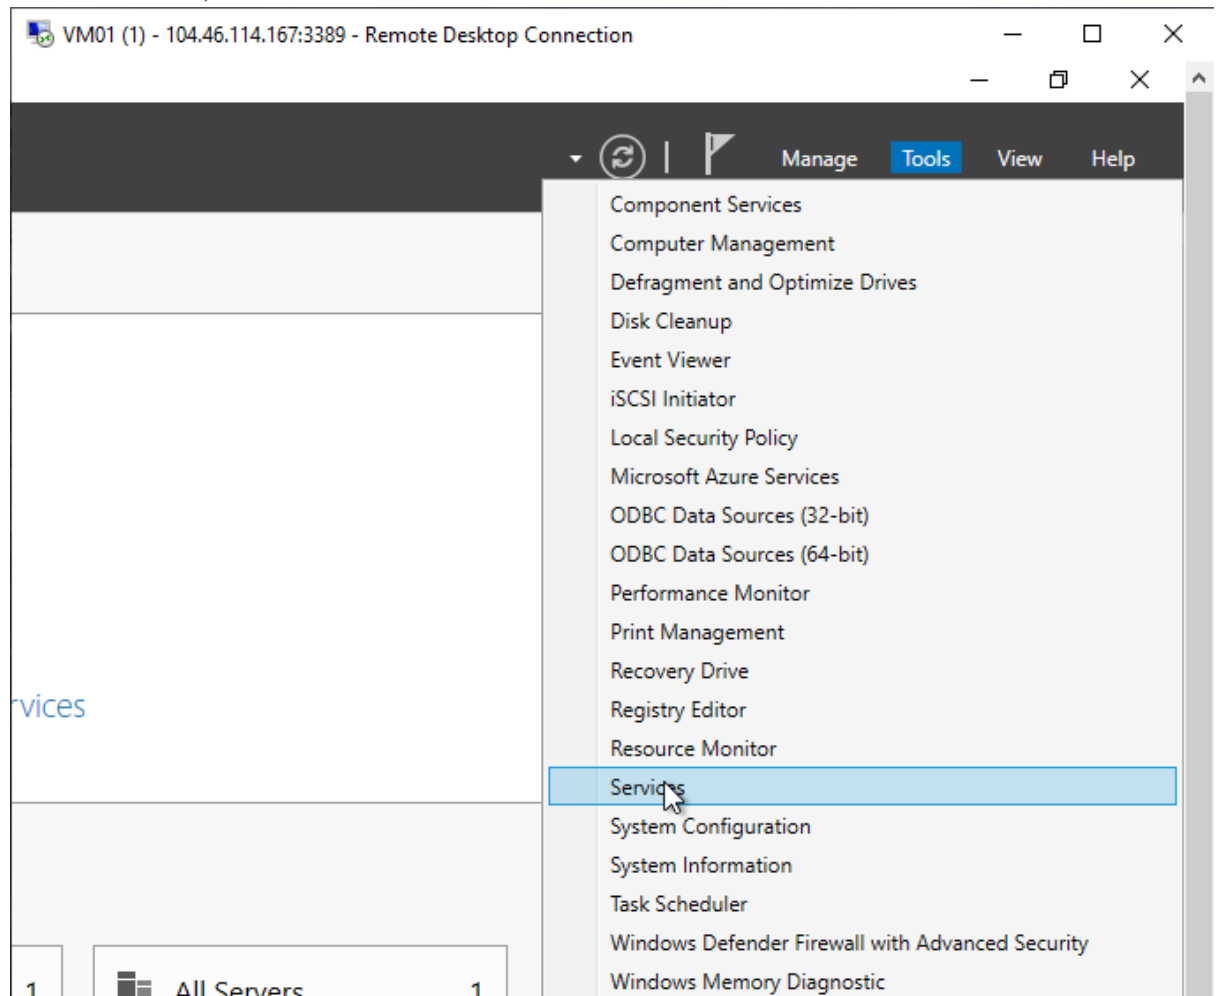 VM01 (1) - 104.46.114.167:3389 - Remote Desktop Connection
Manage Tools View Help
Component Services
Computer Management
Defragment and Optimize Drives
Disk Cleanup
Event Viewer
iSCSI Initiator
Local Security Policy
Microsoft Azure Services
ODBC Data Sources (32-bit)
ODBC Data Sources (64-bit)
Performance Monitor
Print Management
Recovery Drive
Registry Editor
rvices
Resource Monitor
Services
System Configuration
System Information
Task Scheduler
Windows Defender Firewall with Advanced Security
Windows Memory Diagnostic
1 All Servers 1